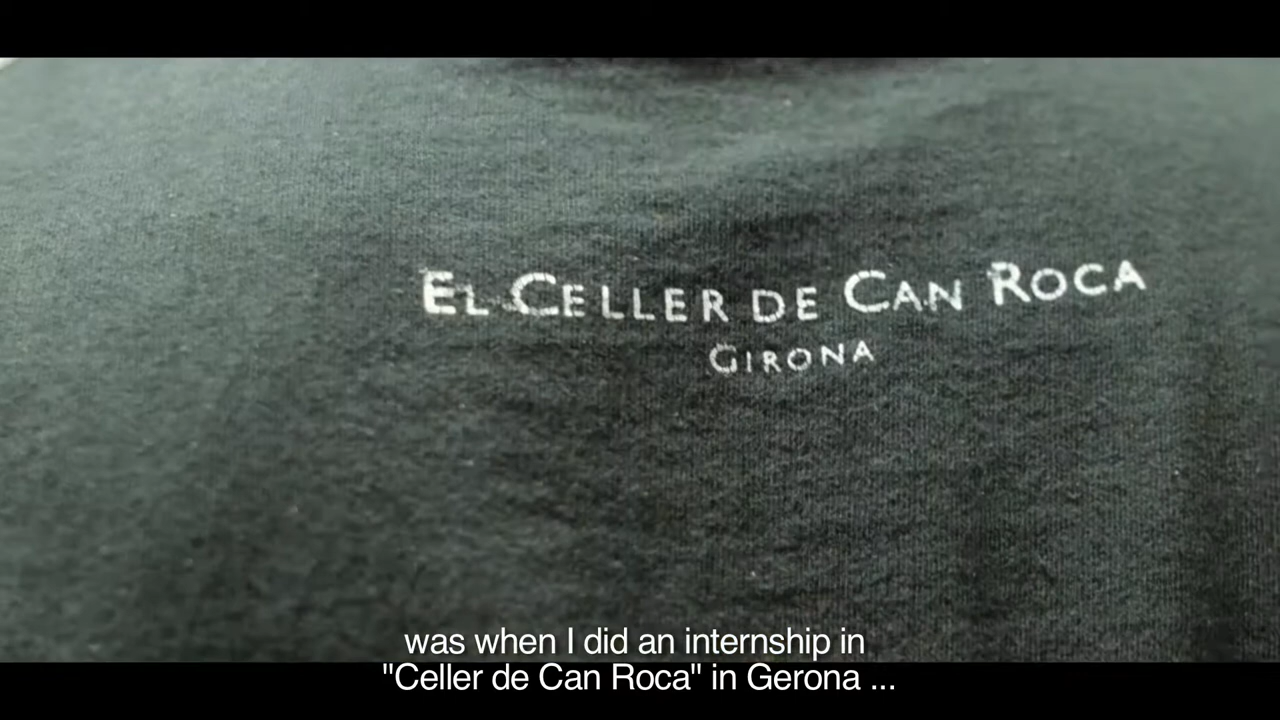 EL CELLER DE CAN ROCA
GIRONA
was when I did an internship in
"Celler de Can Roca" in Gerona ...